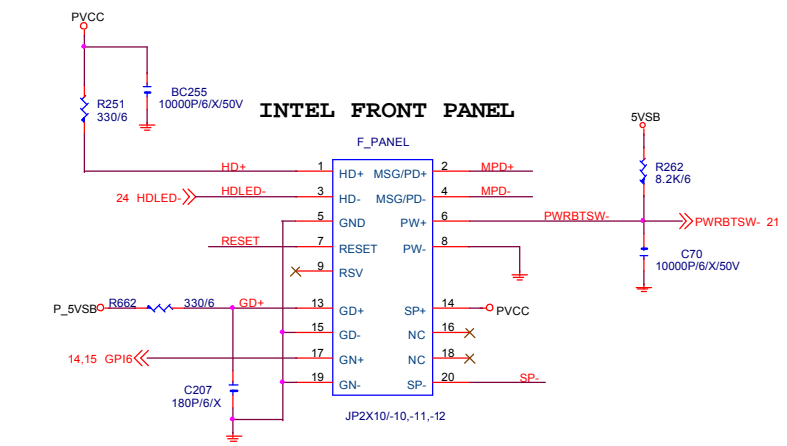 PVCC
R251
330/6
BC255
10000P/6/X/50V
INTEL FRONT PANEL
F_PANEL
5VSB
R262
8.2K/6
HD+ 1 HD+ MSG/PD+ 2 MPD+
24 HDLED- HDLED- 3 HD- MSG/PD- 4 MPD-
5 GND PW+ 6 PWRBTSW- PWRBTSW- 21
RESET 7 RESET PW- 8
9 RSV
C70
10000P/6/X/50V
P_5VSB R662 330/6 GD+ 13 GD+ SP+ 14 PVCC
15 GD- NC 16
14,15 GPI6 17 GN+ NC 18
19 GN- SP- 20 SP-
C207
180P/6/X
JP2X10/-10,-11,-12